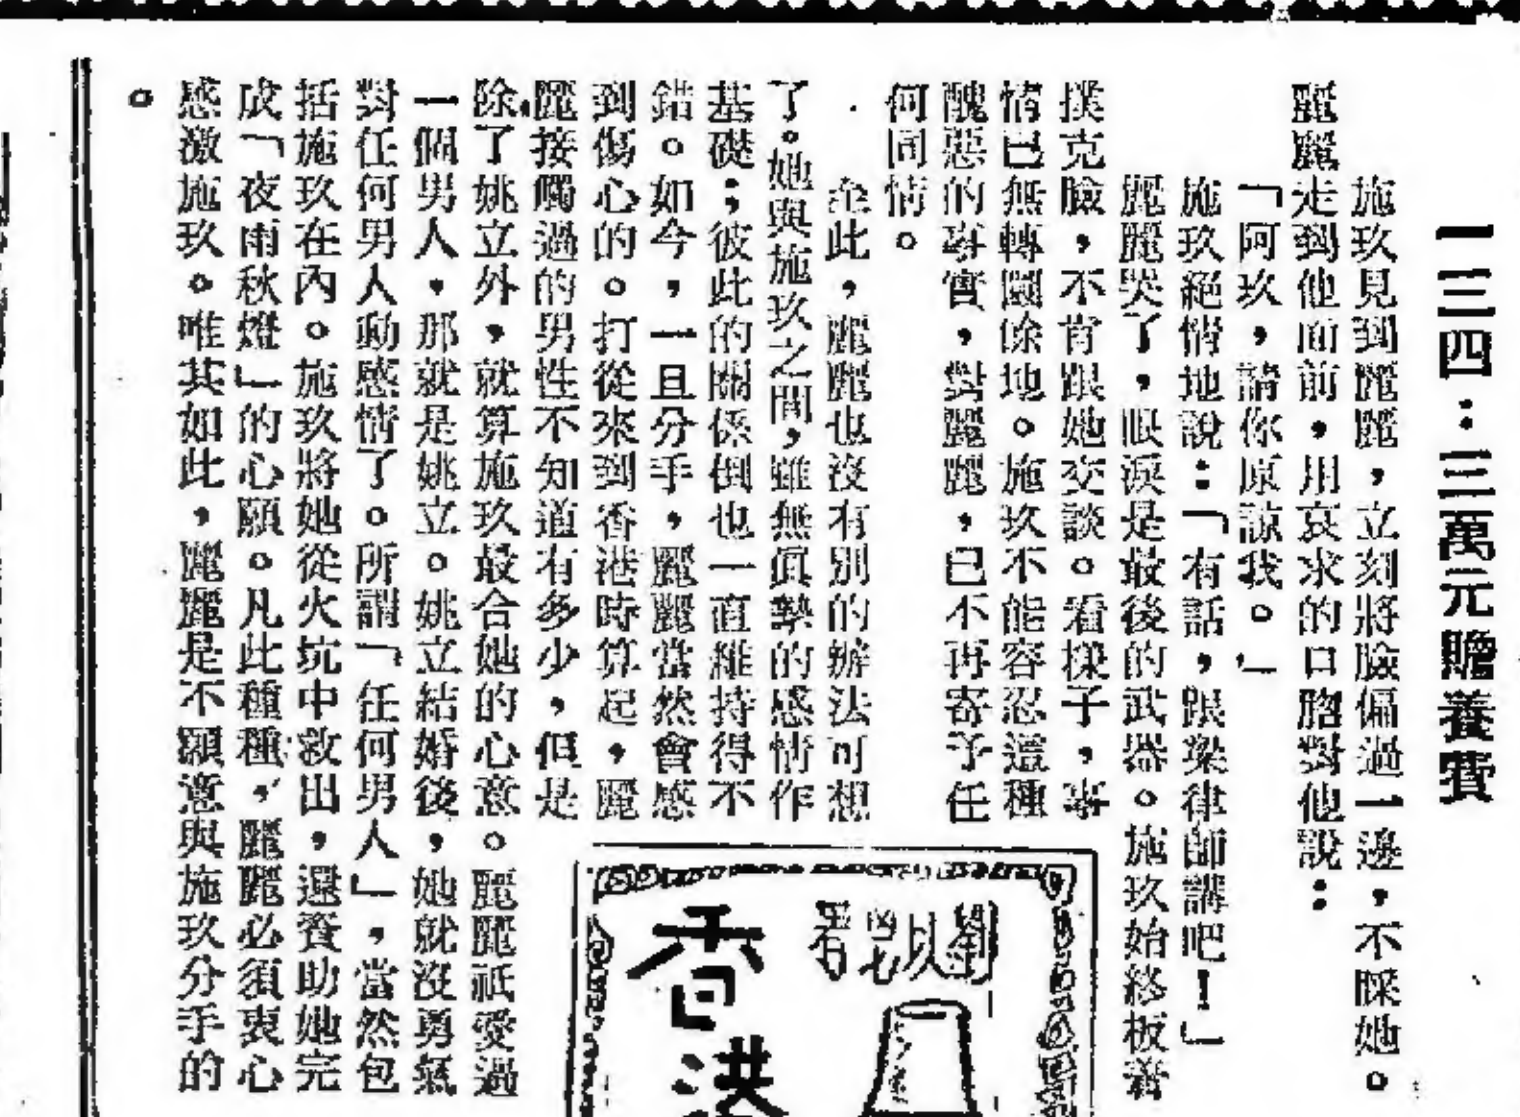 一三四：三萬元贍養費
施玖見到麗麗，立刻將臉偏過一邊，不睬她。
麗麗走到他面前，用哀求的口脗對他說：
「阿玖，請你原諒我。」
施玖絕情地說：「有話，跟梁律師講吧！」
麗麗哭了，眼淚是最後的武器。施玖始終板着
撲克臉，不肯跟她交談。看樣子，事
情已無轉圜餘地。施玖不能容忍這種
醜惡的事實，對麗麗，已不再寄予任
何同情。
至此，麗麗也沒有別的辦法可想
了。她與施玖之間，雖無眞摯的感情作
基礎；彼此的關係倒也一直維持得不
錯。如今，一旦分手，麗麗當然會感
到傷心的。打從來到香港時算起，麗
麗接觸過的男性不知道有多少，但是
除了姚立外，就算施玖最合她的心意。麗麗祇愛過
一個男人，那就是姚立。姚立結婚後，她就沒勇氣
對任何男人動感情了。所謂「任何男人」，當然包
括施玖在內。施玖將她從火坑中救出，還資助她完
成「夜雨秋燈」的心願。凡此種種，麗麗必須衷心
感激施玖。唯其如此，麗麗是不願意與施玖分手的
。
劉以鬯著
香港